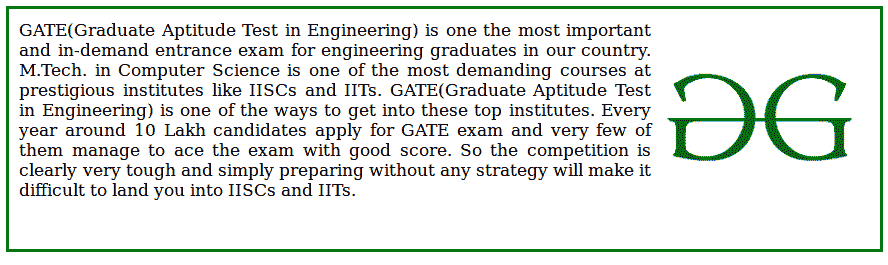 GATE(Graduate Aptitude Test in Engineering) is one the most important
and in-demand entrance exam for engineering graduates in our country.
M.Tech. in Computer Science is one of the most demanding courses at
prestigious institutes like IISCs and IITs. GATE(Graduate Aptitude Test
in Engineering) is one of the ways to get into these top institutes. Every
year around 10 Lakh candidates apply for GATE exam and very few of
them manage to ace the exam with good score. So the competition is
clearly very tough and simply preparing without any strategy will make it
difficult to land you into IISCs and IITs.